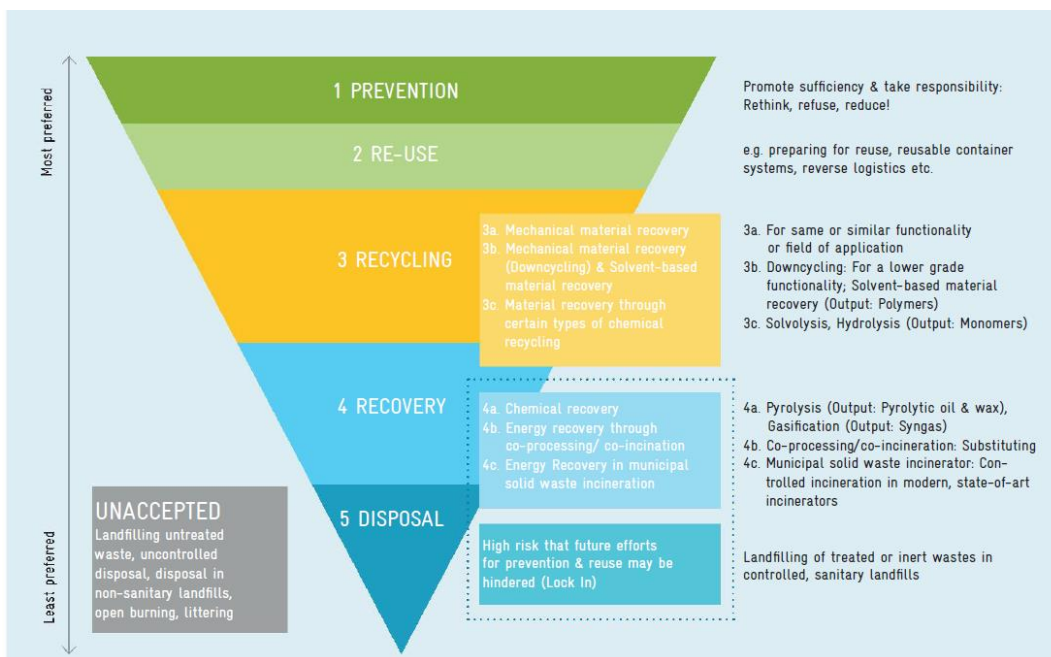 Most preferred
Least preferred
1 PREVENTION
Promote sufficiency & take responsibility:
Rethink, refuse, reduce!
2 RE-USE
e.g. preparing for reuse, reusable container
systems, reverse logistics etc.
3 RECYCLING
3a. Mechanical material recovery
3b. Mechanical material recovery
(Downcycling) & Solvent-based
material recovery
3c. Material recovery through
certain types of chemical
recycling
3a. For same or similar functionality
or field of application
3b. Downcycling: For a lower grade
functionality; Solvent-based material
recovery (Output: Polymers)
3c. Solvolysis, Hydrolysis (Output: Monomers)
4 RECOVERY
4a. Chemical recovery
4b. Energy recovery through
co-processing/ co-incination
4c. Energy Recovery in municipal
solid waste incineration
4a. Pyrolysis (Output: Pyrolytic oil & wax),
Gasification (Output: Syngas)
4b. Co-processing/co-incineration: Substituting
4c. Municipal solid waste incinerator: Con-
trolled incineration in modern, state-of-art
incinerators
UNACCEPTED
Landfilling untreated
waste, uncontrolled
disposal, disposal in
non-sanitary landfills,
open burning, littering
5 DISPOSAL
High risk that future efforts
for prevention & reuse may be
hindered (Lock In)
Landfilling of treated or inert wastes in
controlled, sanitary landfills